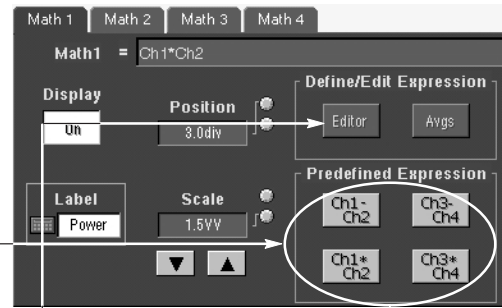 Math 1 Math 2 Math 3 Math 4
Math1 = Ch1*Ch2
Display
On
Position
3.0div
Define/Edit Expression
Editor Avgs
Label
Power
Scale
1.5VV
Predefined Expression
Ch1- Ch2
Ch3- Ch4
Ch1* Ch2
Ch3* Ch4